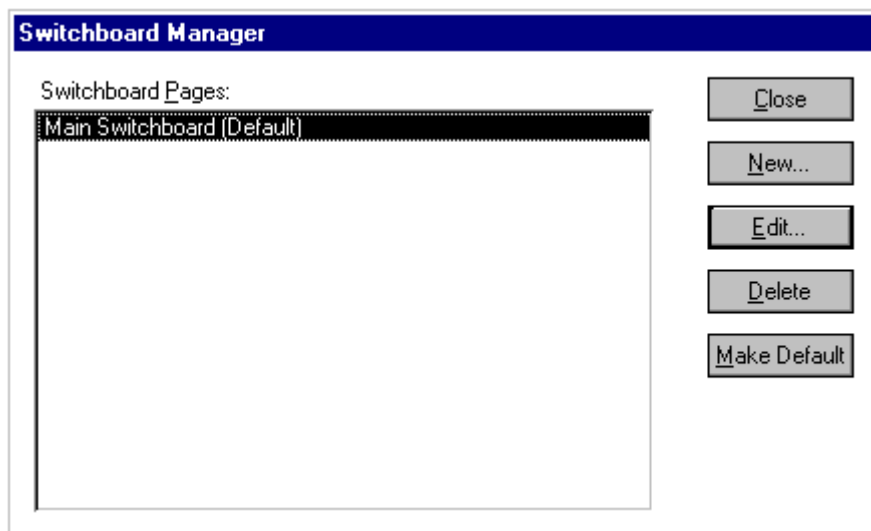 Switchboard Manager
Switchboard Pages:
Main Switchboard (Default)
Close
New...
Edit...
Delete
Make Default